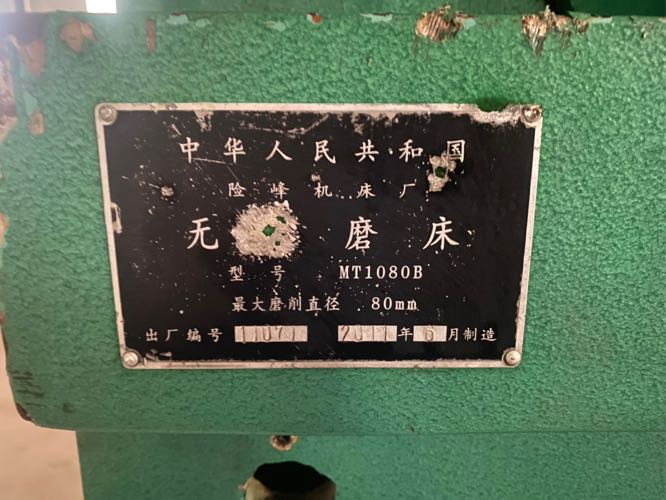 中华人民共和国
险峰机床厂
无 磨床
型号 MT1080B
最大磨削直径 80mm
出厂编号 年 6 月制造